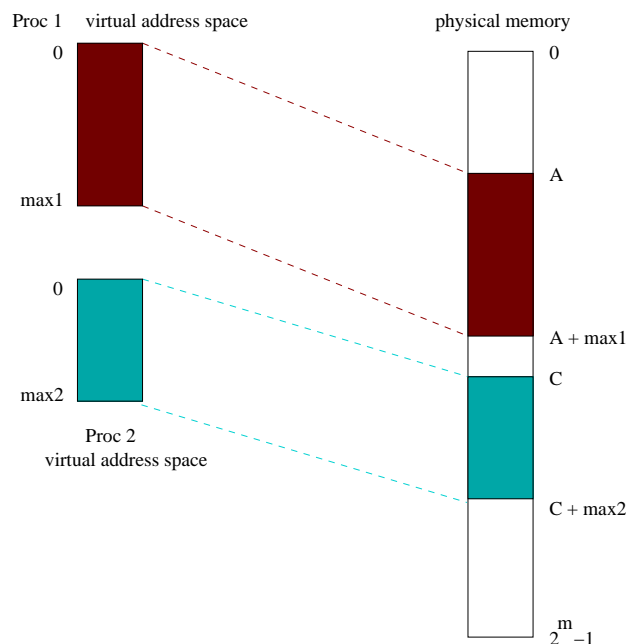 Proc 1 virtual address space
physical memory
0
0
A
max1
0
A + max1
C
max2
Proc 2
virtual address space
C + max2
2^m −1